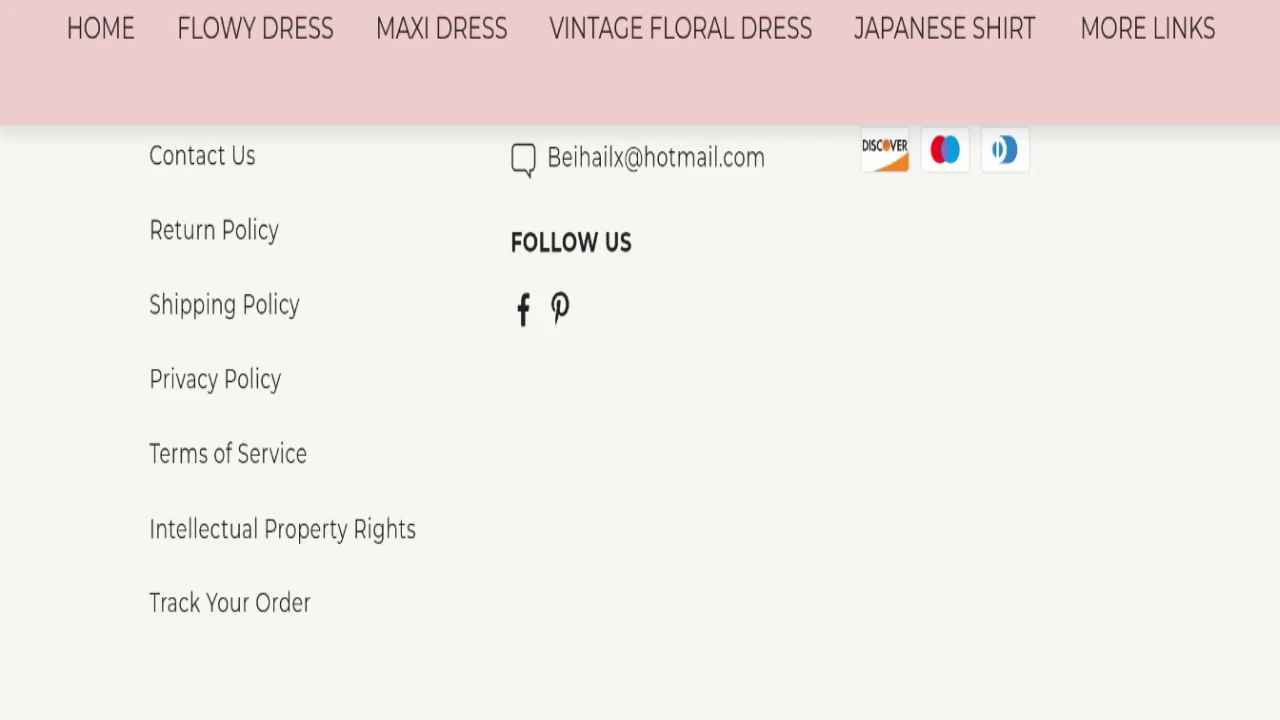 HOME FLOWY DRESS MAXI DRESS VINTAGE FLORAL DRESS JAPANESE SHIRT MORE LINKS
Contact Us
Return Policy
Shipping Policy
Privacy Policy
Terms of Service
Intellectual Property Rights
Track Your Order
Beihailx@hotmail.com
FOLLOW US
DISCOVER